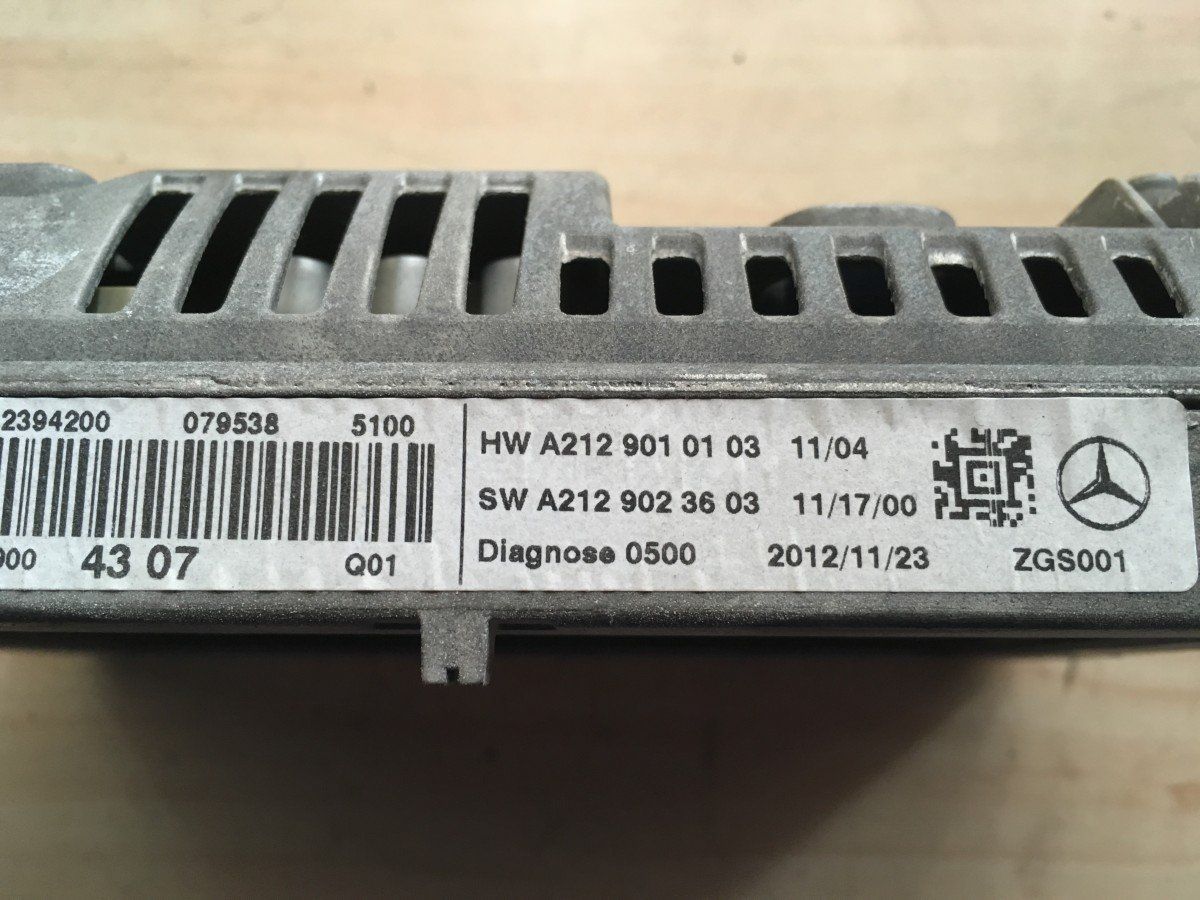 2394200 079538 5100
900 43 07 Q01
HW A212 901 01 03 11/04
SW A212 902 36 03 11/17/00
Diagnose 0500 2012/11/23 ZGS001